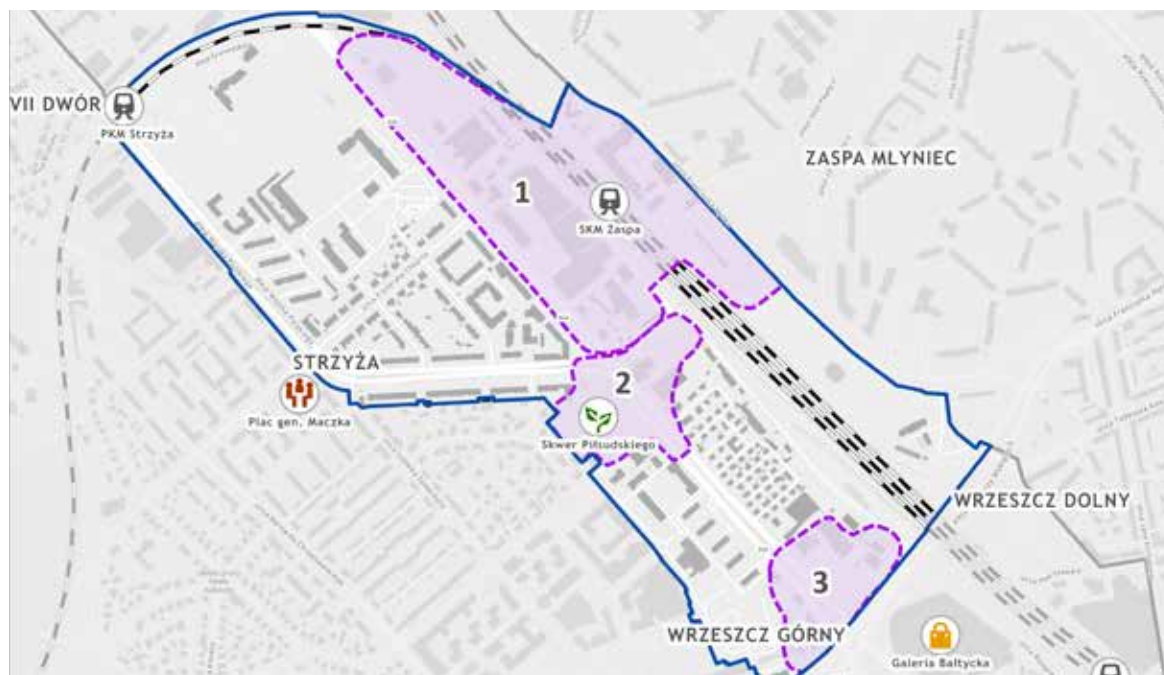 VII DWÓR
PKM Strzyża
ZASPA MŁYNIEC
1
SKM Zaspa
STRZYŻA
Plac gen. Maczka
2
Skwer Piłsudskiego
WRZESZCZ DOLNY
3
WRZESZCZ GÓRNY
Galeria Bałtycka